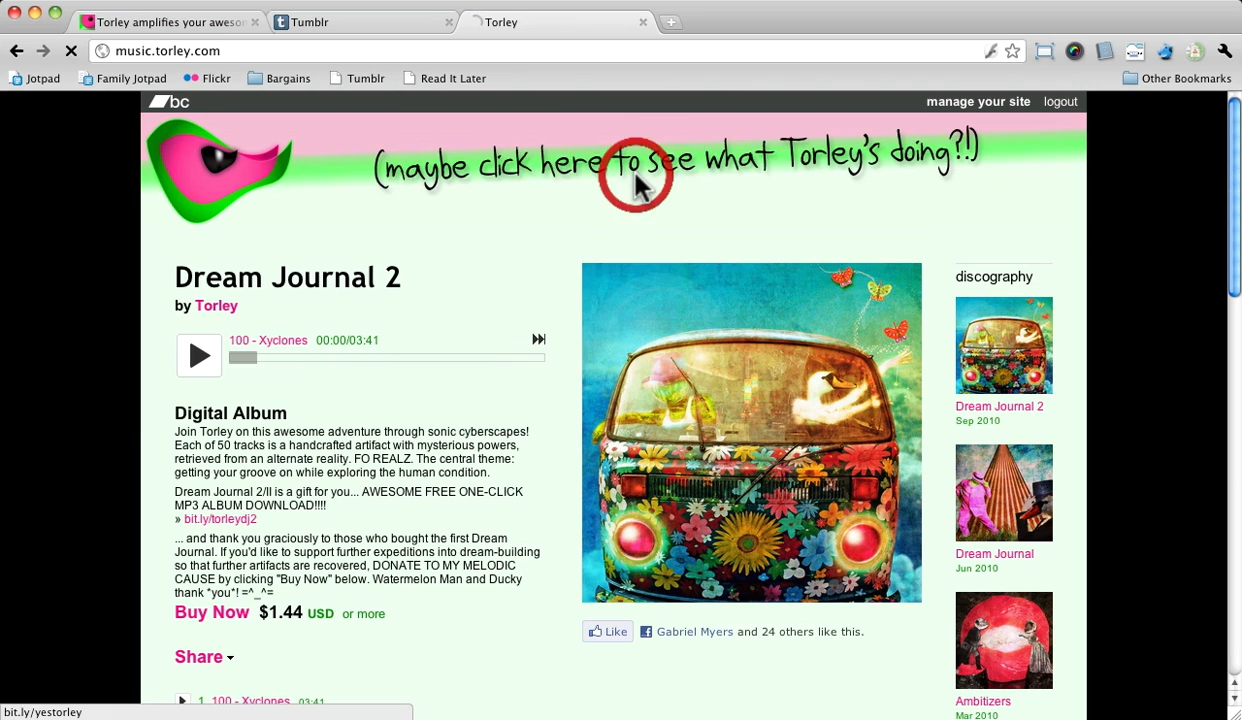 Torley amplifies your aweson
Tumblr
Torley
music.torley.com
Jotpad
Family Jotpad
Flickr
Bargains
Tumblr
Read It Later
Other Bookmarks
bc
manage your site
logout
(maybe click here to see what Torley's doing?!)
Dream Journal 2
by Torley
100 - Xyclones 00:00/03:41
Digital Album
Join Torley on this awesome adventure through sonic cyberscapes!
Each of 50 tracks is a handcrafted artifact with mysterious powers,
retrieved from an alternate reality. FO REALZ. The central theme:
getting your groove on while exploring the human condition.
Dream Journal 2/II is a gift for you... AWESOME FREE ONE-CLICK
MP3 ALBUM DOWNLOAD!!!!
» bit.ly/torleydj2
... and thank you graciously to those who bought the first Dream
Journal. If you'd like to support further expeditions into dream-building
so that further artifacts are recovered, DONATE TO MY MELODIC
CAUSE by clicking "Buy Now" below. Watermelon Man and Ducky
thank *you*! =^_^=
Buy Now $1.44 USD or more
Share
1. 100 - Xyclones 03:41
Like
Gabriel Myers and 24 others like this.
discography
Dream Journal 2
Sep 2010
Dream Journal
Jun 2010
Ambitizers
Mar 2010
bit.ly/yestorley